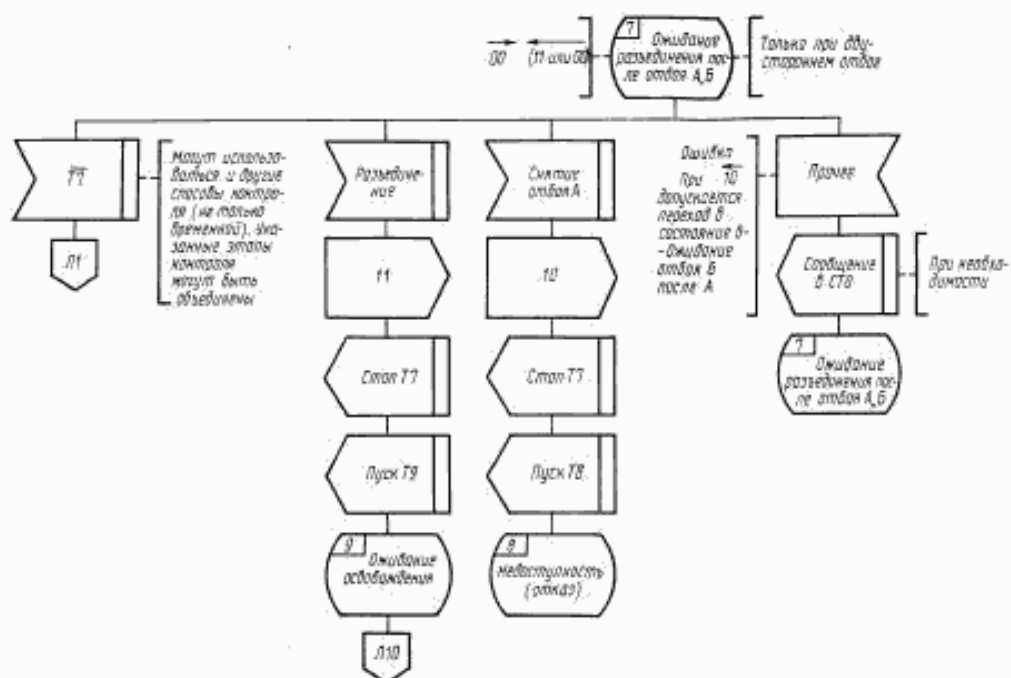 7
Ожидание
разъединения пос-
ле отбоя А,Б
00
(11 или 00)
Только при дву-
стороннем отбое
Т7
Могут использо-
ваться и другие
способы контро-
ля (не только
временной). Ука-
занные этапы
контроля
могут быть
объединены
Разъедине-
ние
Снятие
отбоя А
Ошибка
При 10
допускается
переход в
состояние 8-
-Ожидание
отбоя Б
после А
Прочее
Л1
11
10
Сообщение
в СТО
При необхо-
димости
Стоп Т7
Стоп Т7
7
Ожидание
разъединения пос-
ле отбоя А,Б
Пуск Т9
Пуск Т8
9
Ожидание
освобождения
8
Недоступность
(отказ)
Л10